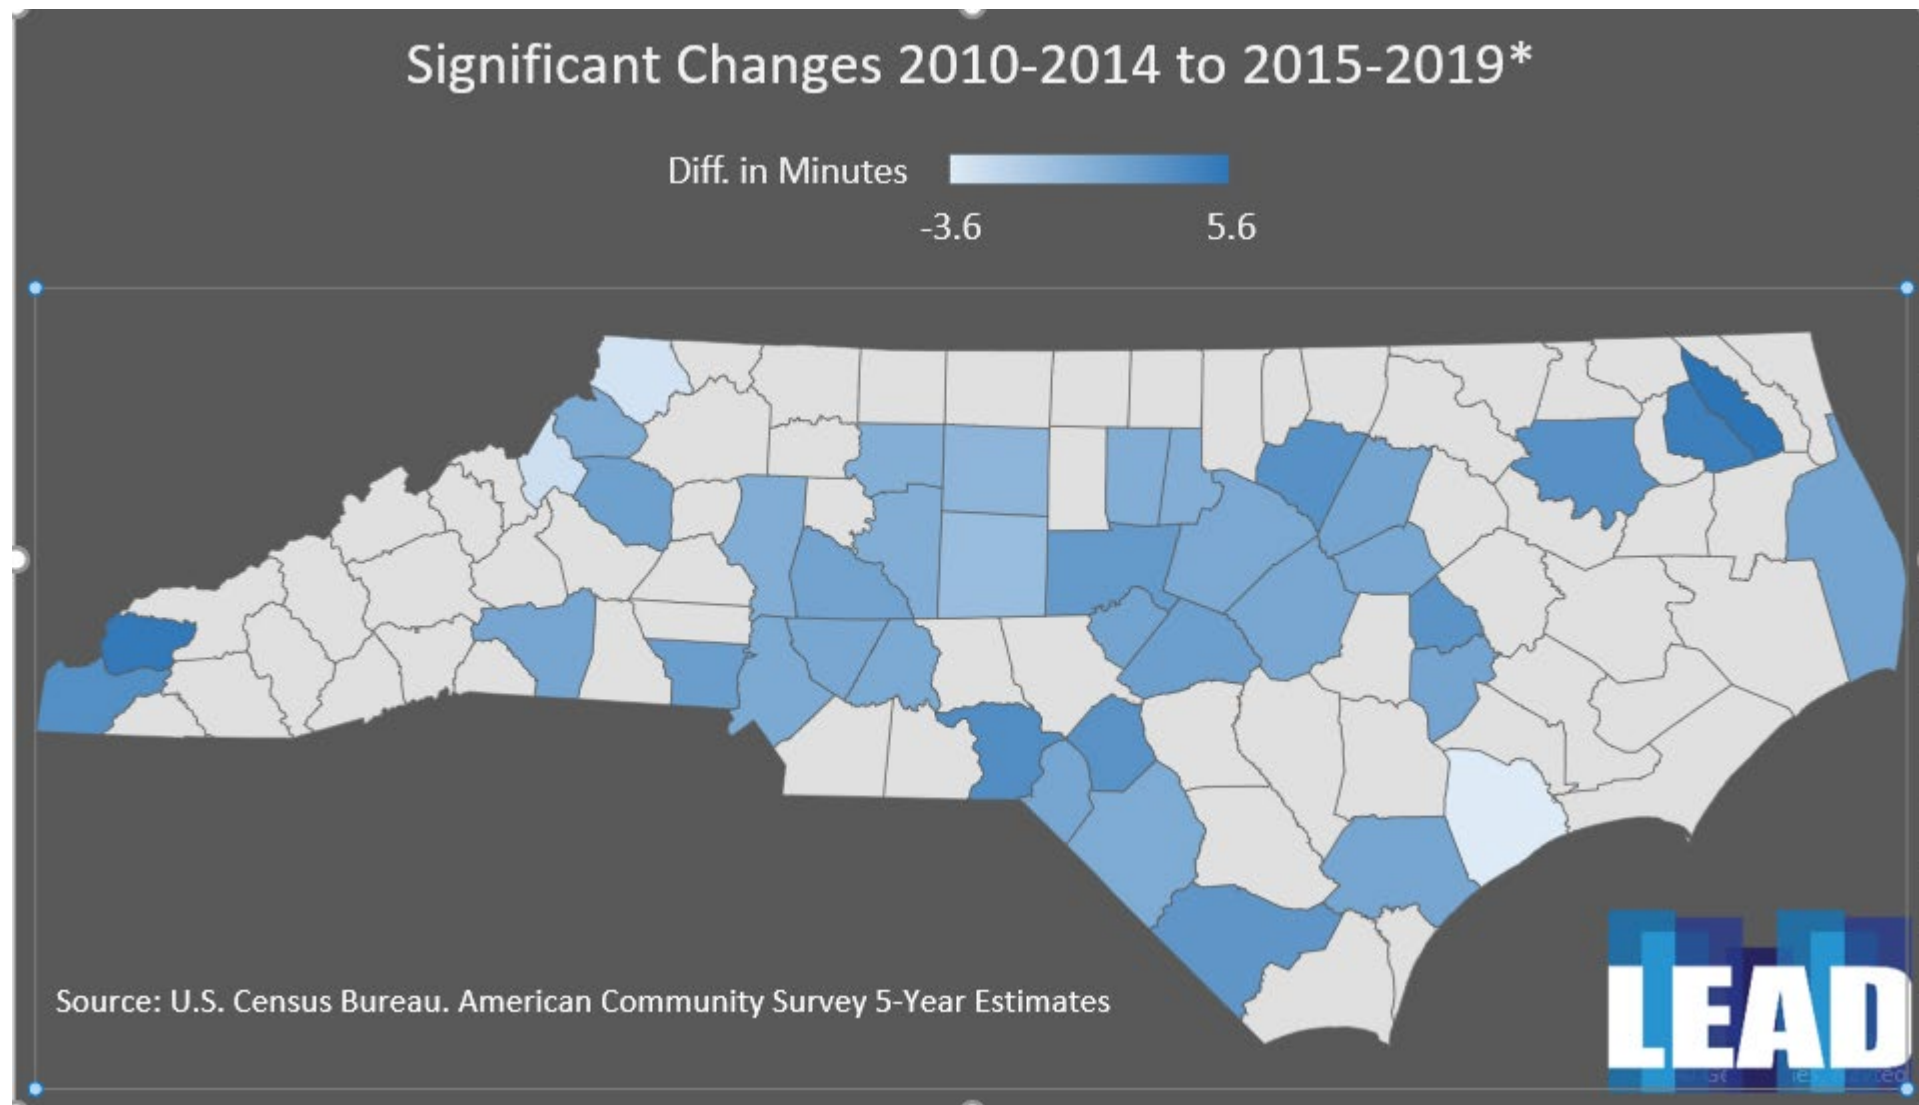 Significant Changes 2010-2014 to 2015-2019*
Diff. in Minutes
-3.6 5.6
Source: U.S. Census Bureau. American Community Survey 5-Year Estimates
LEAD